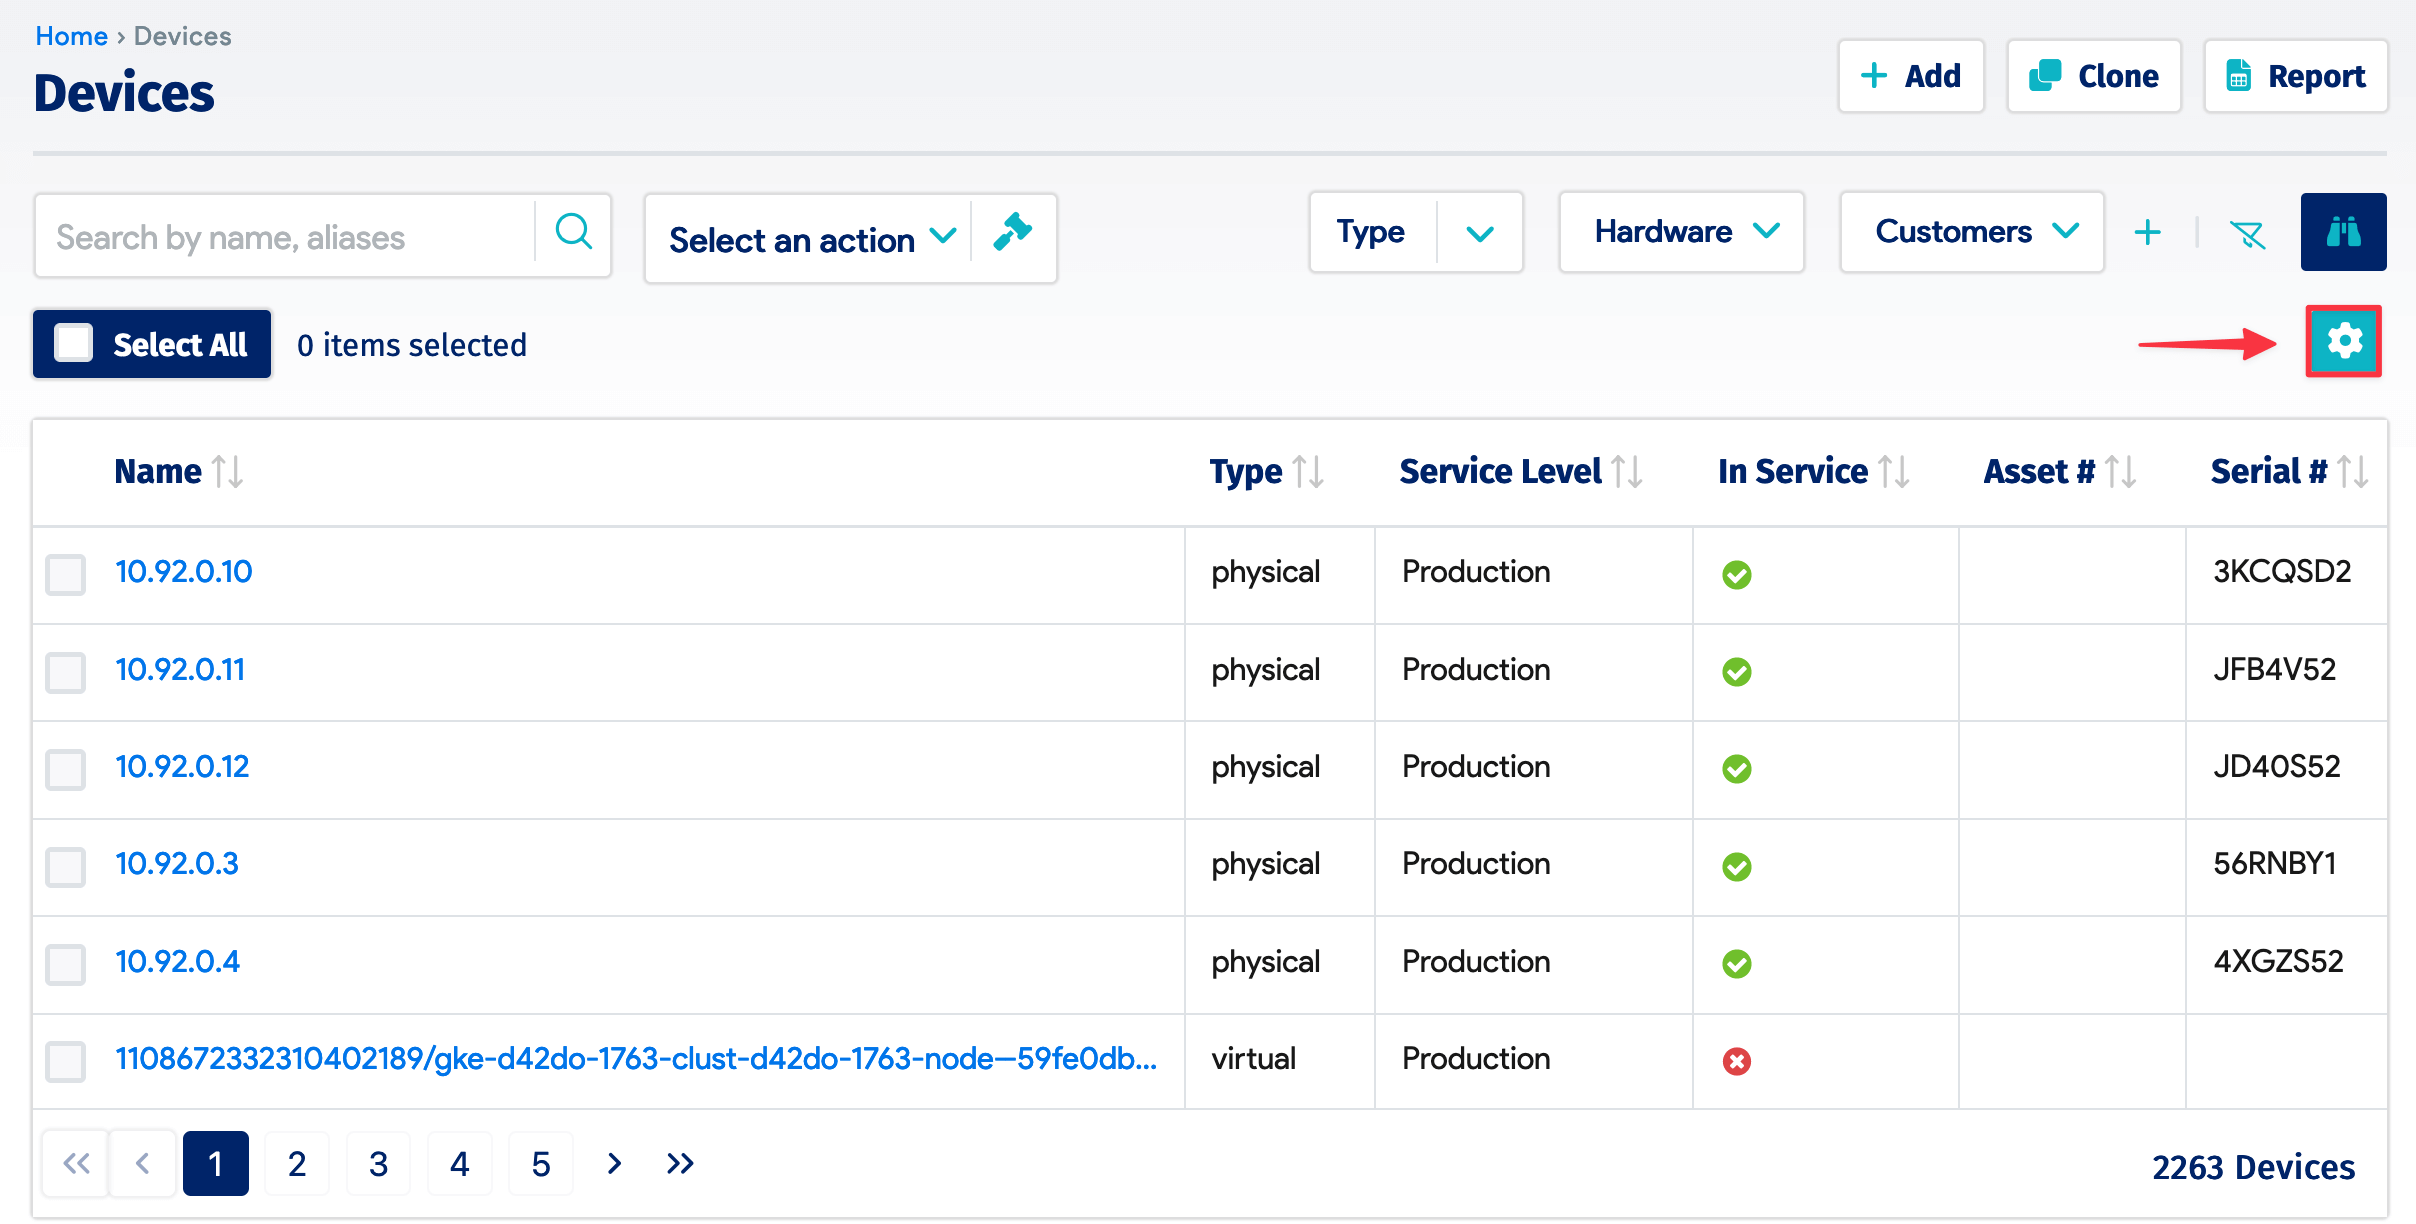 Home › Devices
Devices
Add
Clone
Report
Search by name, aliases
Select an action
Type
Hardware
Customers
Select All
0 items selected
Name Type Service Level In Service Asset # Serial #
10.92.0.10 physical Production 3KCQSD2
10.92.0.11 physical Production JFB4V52
10.92.0.12 physical Production JD40S52
10.92.0.3 physical Production 56RNBY1
10.92.0.4 physical Production 4XGZS52
1108672332310402189/gke-d42do-1763-clust-d42do-1763-node—59fe0db... virtual Production
1 2 3 4 5
2263 Devices